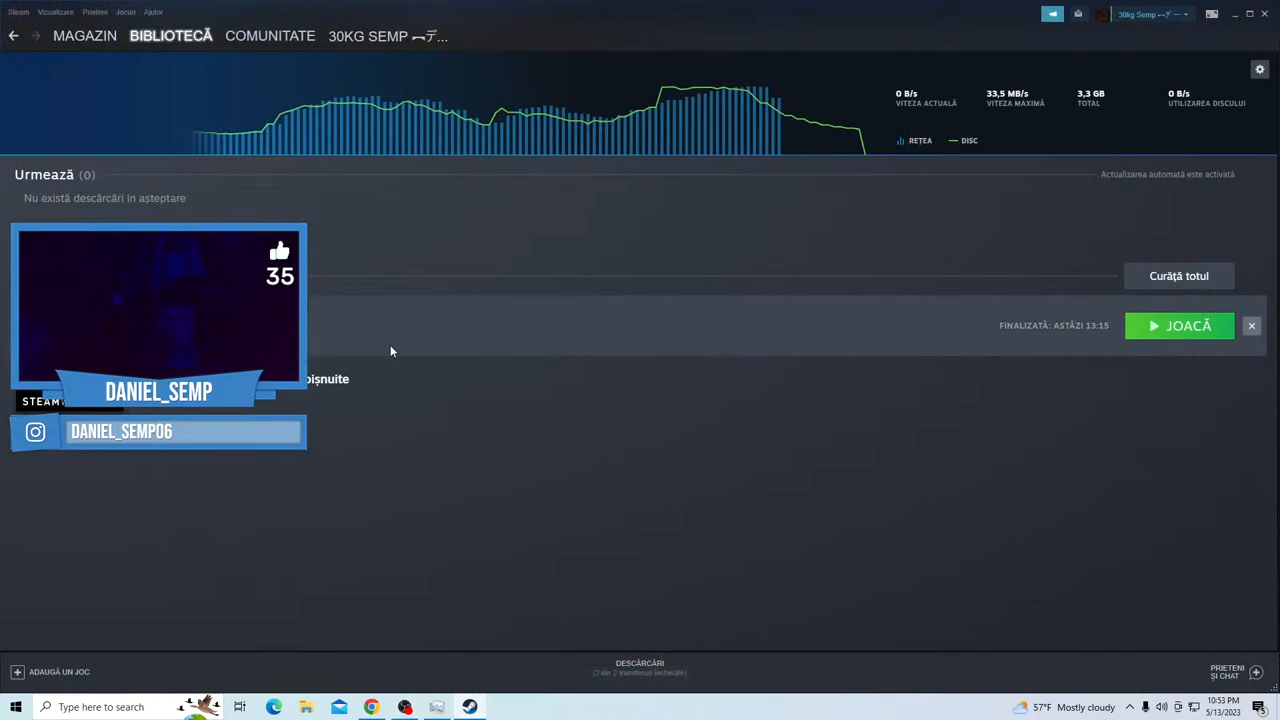 Steam Vizualizare Prieteni Jocuri Ajutor
30kg Semp
MAGAZIN BIBLIOTECĂ COMUNITATE 30KG SEMP ...
0 B/s 33,5 MB/s 3,3 GB 0 B/s
VITEZA ACTUALĂ VITEZA MAXIMĂ TOTAL UTILIZAREA DISCULUI
REȚEA DISC
Urmează (0)
Actualizarea automată este activată
Nu există descărcări în așteptare
35
Curăță totul
FINALIZATĂ: ASTĂZI 13:15
JOACĂ
DANIEL_SEMP
STEAM
DANIEL_SEMP06
DESCĂRCĂRI
ADAUGĂ UN JOC
PRIETENI
ȘI CHAT
Type here to search
57°F Mostly cloudy
10:53 PM
5/13/2023